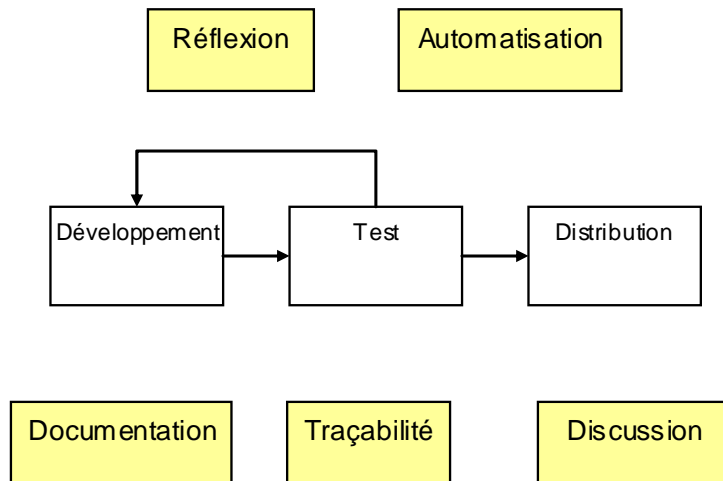 Réflexion
Automatisation
Développement
Test
Distribution
Documentation
Traçabilité
Discussion